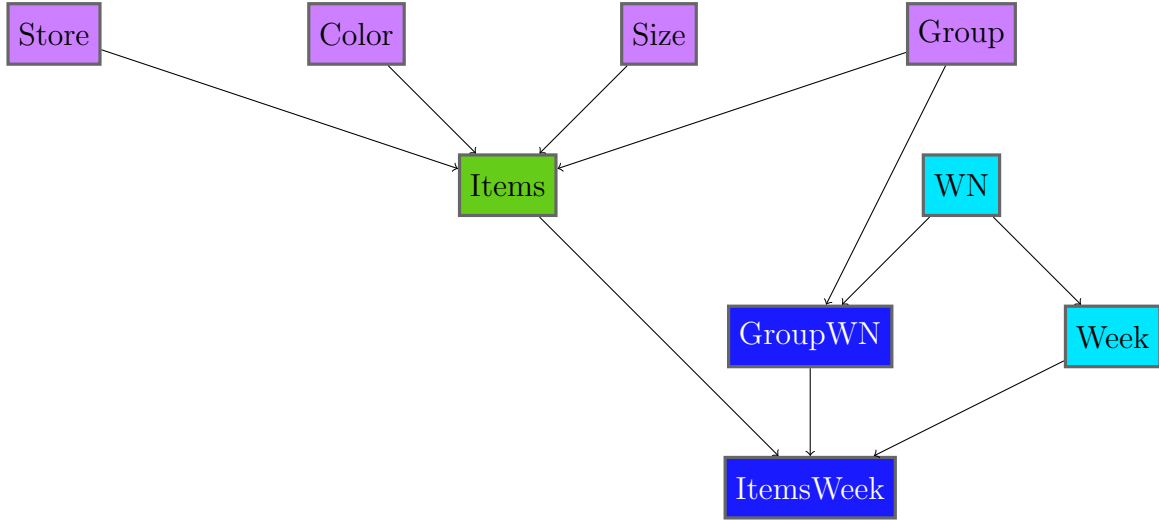 Store
Color
Size
Group
Items
WN
GroupWN
Week
ItemsWeek